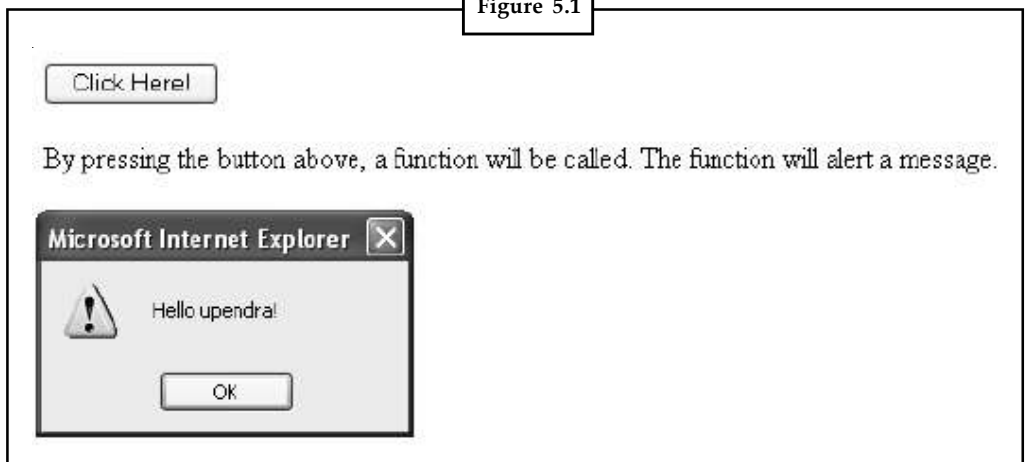 Figure 5.1
Click Here!
By pressing the button above, a function will be called. The function will alert a message.
Microsoft Internet Explorer
Hello upendra!
OK